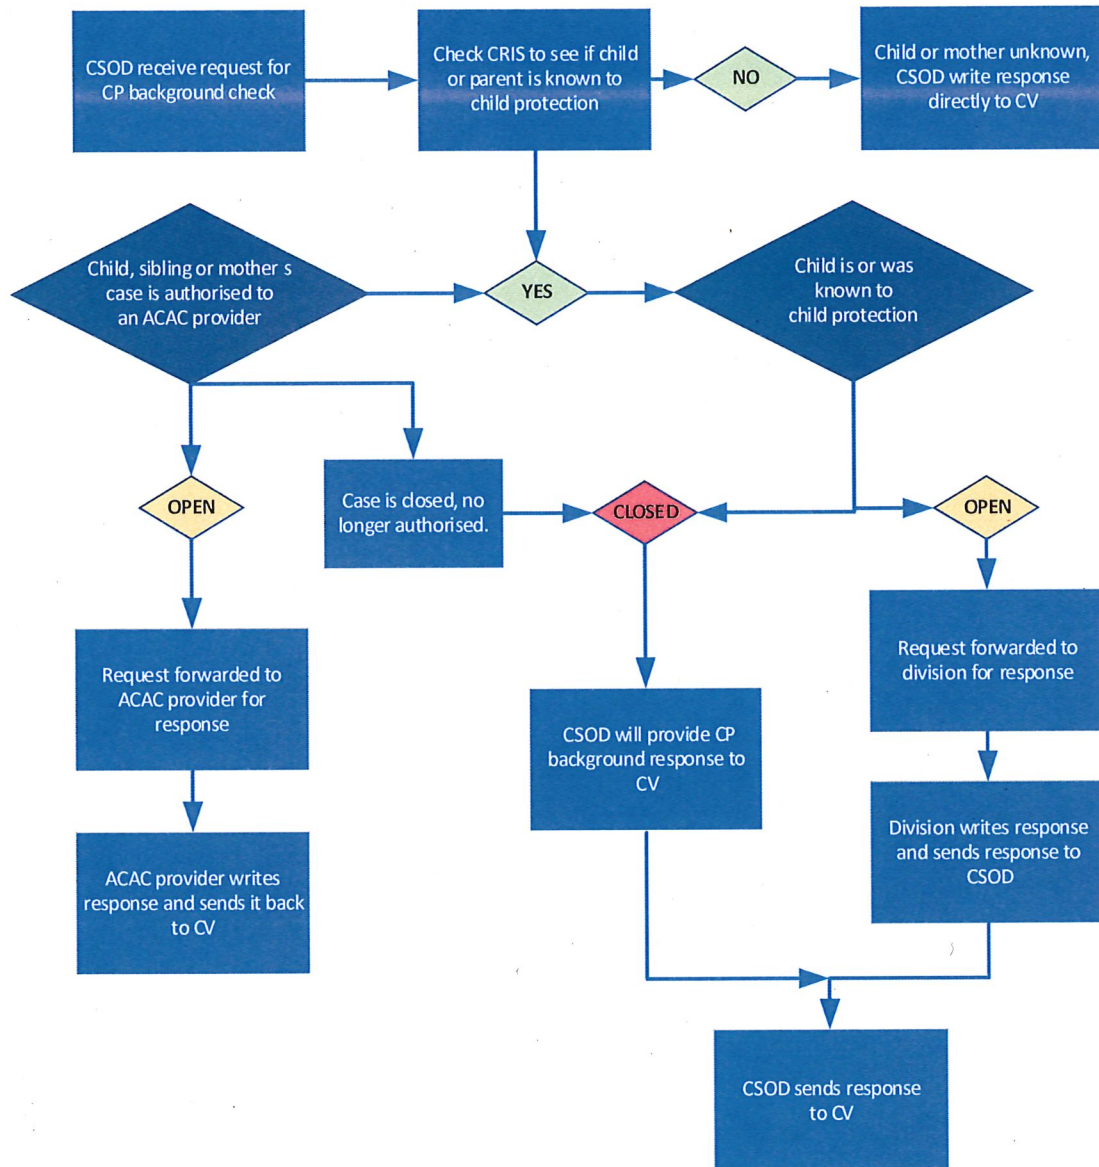 CSOD receive request for
CP background check
Check CRIS to see if child
or parent is known to
child protection
NO
Child or mother unknown,
CSOD write response
directly to CV
Child, sibling or mother s
case is authorised to
an ACAC provider
YES
Child is or was
known to
child protection
OPEN
Case is closed, no
longer authorised.
CLOSED
OPEN
Request forwarded to
ACAC provider for
response
CSOD will provide CP
background response to
CV
Request forwarded to
division for response
ACAC provider writes
response and sends it back
to CV
Division writes response
and sends response to
CSOD
CSOD sends response
to CV